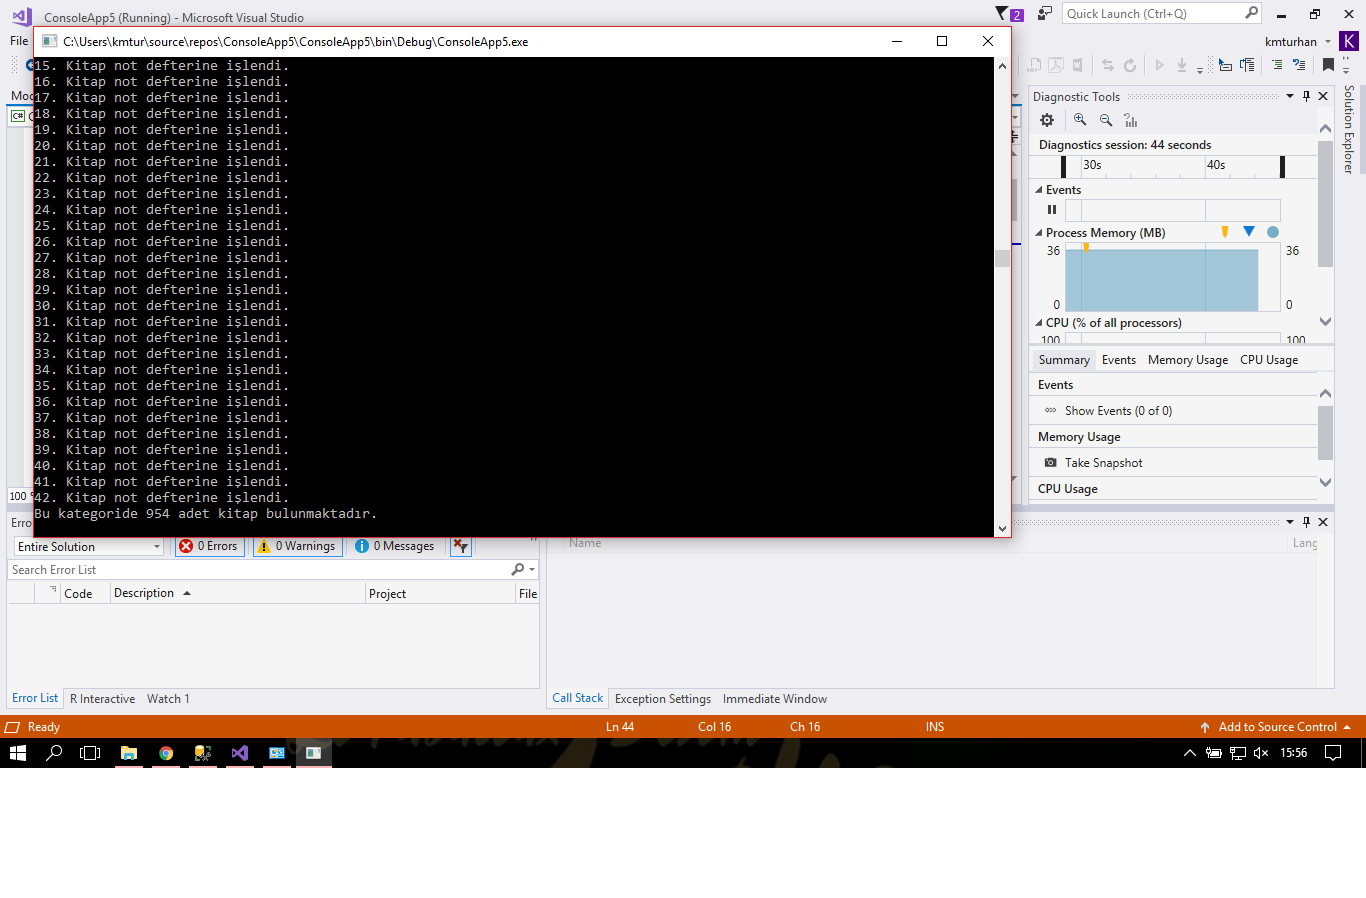 ConsoleApp5 (Running) - Microsoft Visual Studio
2
Quick Launch (Ctrl+Q)
File
C:\Users\kmtur\source\repos\ConsoleApp5\ConsoleApp5\bin\Debug\ConsoleApp5.exe
kmturhan
K
15. Kitap not defterine işlendi.
16. Kitap not defterine işlendi.
17. Kitap not defterine işlendi.
18. Kitap not defterine işlendi.
19. Kitap not defterine işlendi.
20. Kitap not defterine işlendi.
21. Kitap not defterine işlendi.
22. Kitap not defterine işlendi.
23. Kitap not defterine işlendi.
24. Kitap not defterine işlendi.
25. Kitap not defterine işlendi.
26. Kitap not defterine işlendi.
27. Kitap not defterine işlendi.
28. Kitap not defterine işlendi.
29. Kitap not defterine işlendi.
30. Kitap not defterine işlendi.
31. Kitap not defterine işlendi.
32. Kitap not defterine işlendi.
33. Kitap not defterine işlendi.
34. Kitap not defterine işlendi.
35. Kitap not defterine işlendi.
36. Kitap not defterine işlendi.
37. Kitap not defterine işlendi.
38. Kitap not defterine işlendi.
39. Kitap not defterine işlendi.
40. Kitap not defterine işlendi.
41. Kitap not defterine işlendi.
42. Kitap not defterine işlendi.
Bu kategoride 954 adet kitap bulunmaktadır.
C#
100
Diagnostic Tools
Solution Explorer
Diagnostics session: 44 seconds
30s 40s
Events
Process Memory (MB)
36 36
0 0
CPU (% of all processors)
100 100
Summary Events Memory Usage CPU Usage
Events
Show Events (0 of 0)
Memory Usage
Take Snapshot
CPU Usage
Entire Solution 0 Errors 0 Warnings 0 Messages
Search Error List
Code Description Project File
Name Lang
Error List R Interactive Watch 1
Call Stack Exception Settings Immediate Window
Ready Ln 44 Col 16 Ch 16 INS Add to Source Control
15:56